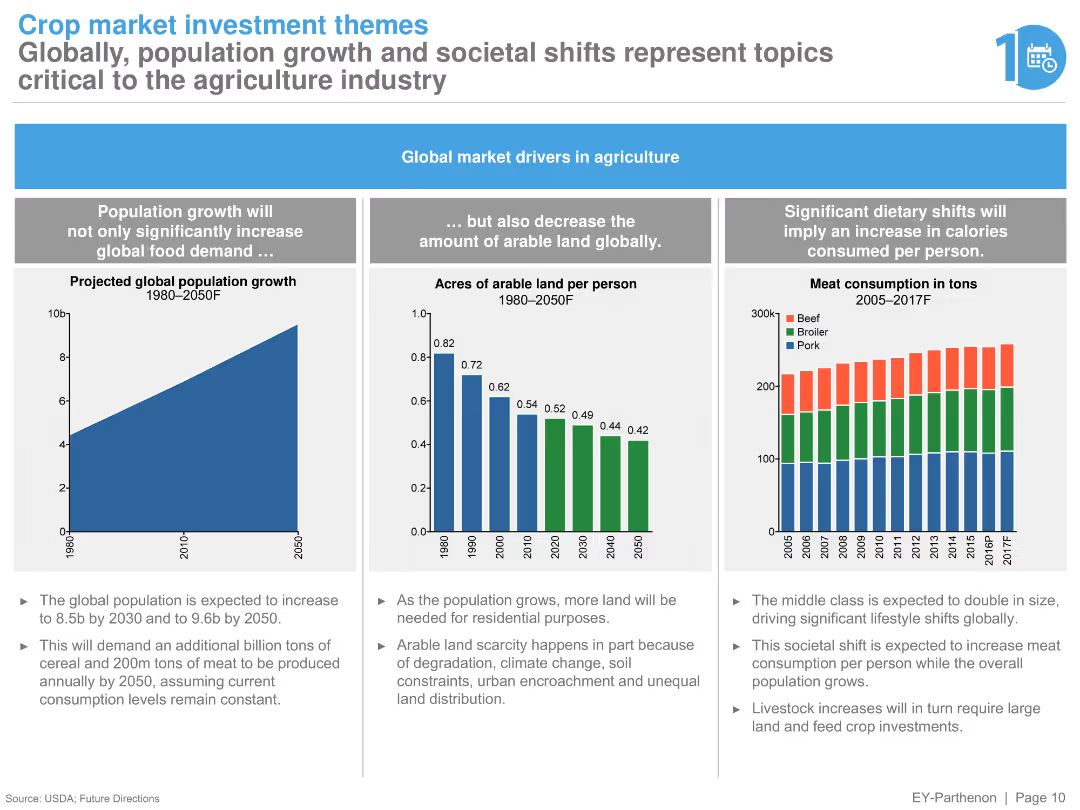 Crop market investment themes
Globally, population growth and societal shifts represent topics
critical to the agriculture industry
10
Global market drivers in agriculture
Population growth will
not only significantly increase
global food demand …
Projected global population growth
1980–2050F
10b
8
6
4
2
0
1980
2010
2050
► The global population is expected to increase
to 8.5b by 2030 and to 9.6b by 2050.
► This will demand an additional billion tons of
cereal and 200m tons of meat to be produced
annually by 2050, assuming current
consumption levels remain constant.
… but also decrease the
amount of arable land globally.
Acres of arable land per person
1980–2050F
1.0
0.8
0.6
0.4
0.2
0.0
0.82
0.72
0.62
0.54
0.52
0.49
0.44
0.42
1980
1990
2000
2010
2020
2030
2040
2050
► As the population grows, more land will be
needed for residential purposes.
► Arable land scarcity happens in part because
of degradation, climate change, soil
constraints, urban encroachment and unequal
land distribution.
Significant dietary shifts will
imply an increase in calories
consumed per person.
Meat consumption in tons
2005–2017F
300k
200
100
0
Beef
Broiler
Pork
2005
2006
2007
2008
2009
2010
2011
2012
2013
2014
2015
2016P
2017F
► The middle class is expected to double in size,
driving significant lifestyle shifts globally.
► This societal shift is expected to increase meat
consumption per person while the overall
population grows.
► Livestock increases will in turn require large
land and feed crop investments.
Source: USDA; Future Directions
EY-Parthenon | Page 10